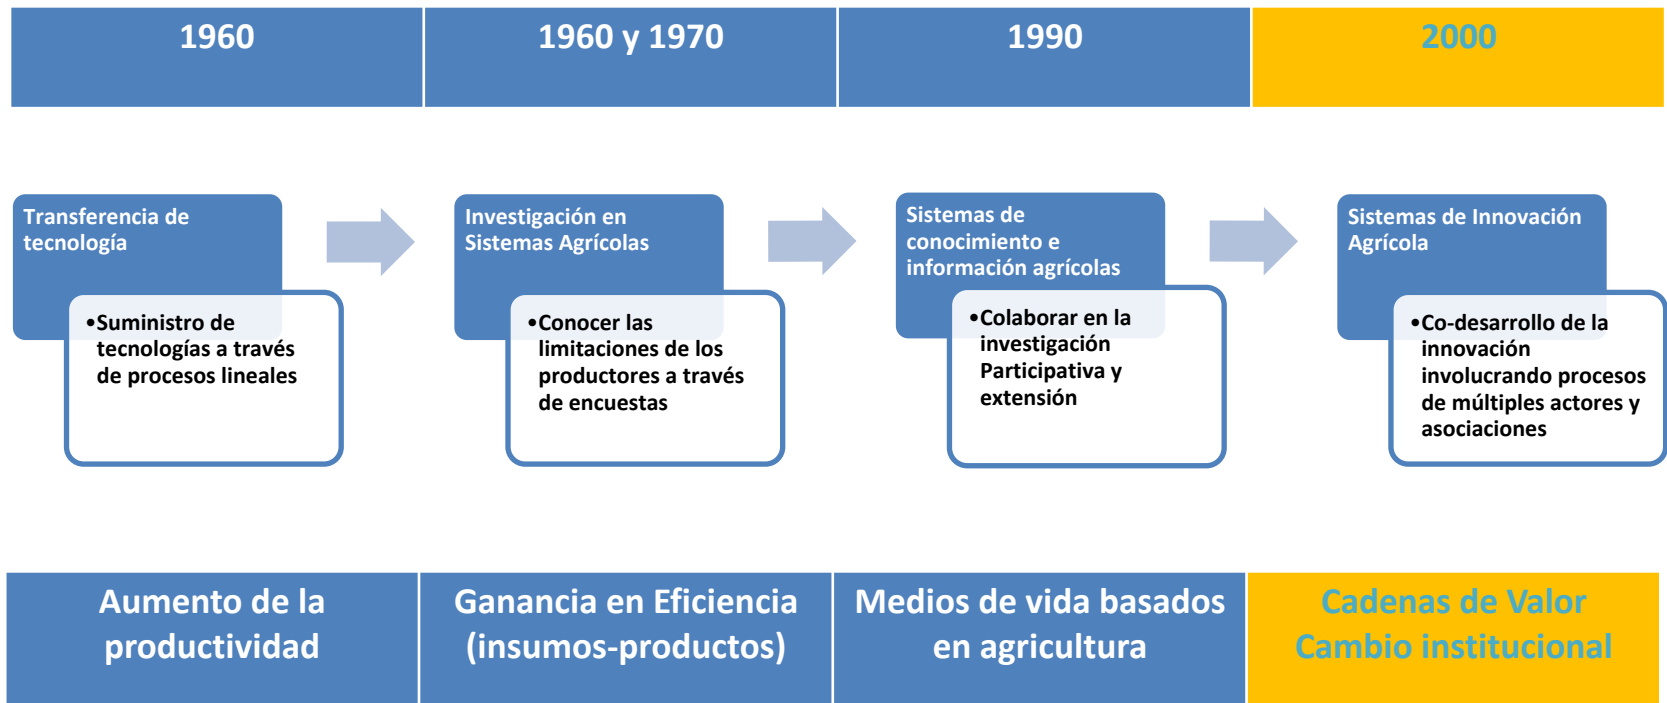 1960
1960 y 1970
1990
2000
Transferencia de
tecnología
•Suministro de
tecnologías a través
de procesos lineales
Investigación en
Sistemas Agrícolas
•Conocer las
limitaciones de los
productores a través
de encuestas
Sistemas de
conocimiento e
información agrícolas
•Colaborar en la
investigación
Participativa y
extensión
Sistemas de Innovación
Agrícola
•Co-desarrollo de la
innovación
involucrando procesos
de múltiples actores y
asociaciones
Aumento de la
productividad
Ganancia en Eficiencia
(insumos-productos)
Medios de vida basados
en agricultura
Cadenas de Valor
Cambio institucional